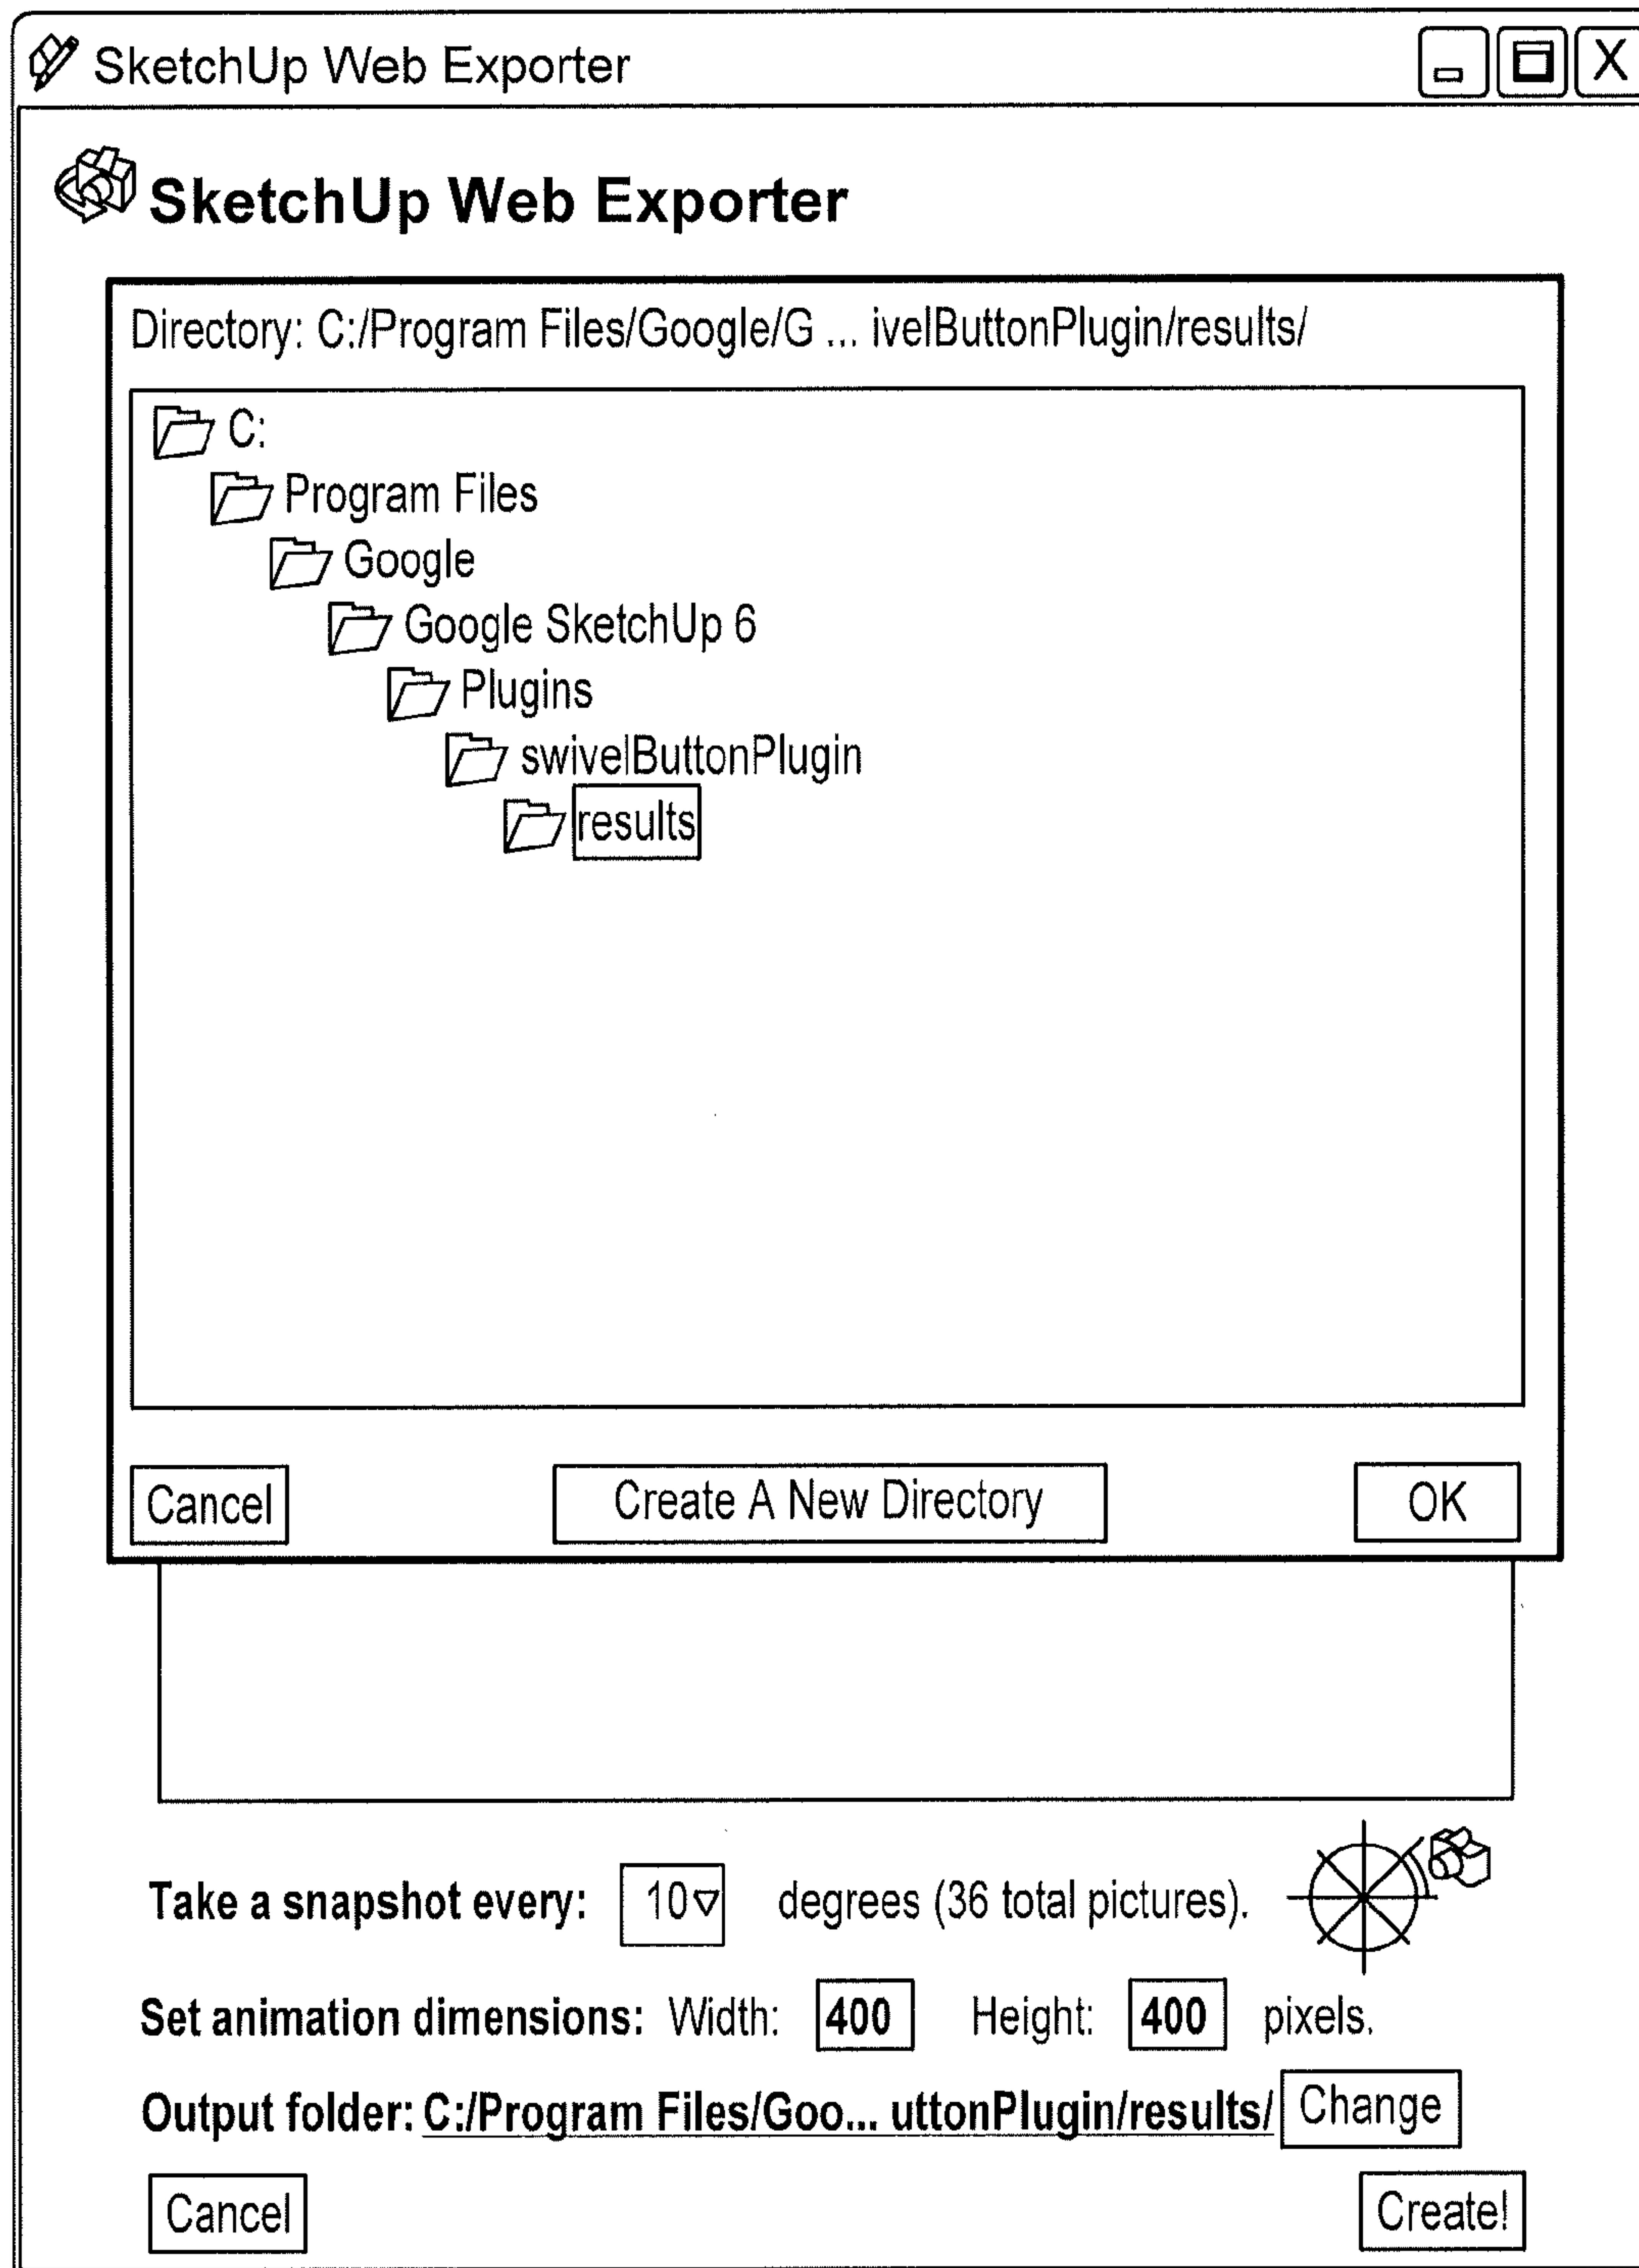 SketchUp Web Exporter
X
SketchUp Web Exporter
Directory: C:/Program Files/Google/G ... ivelButtonPlugin/results/
C:
Program Files
Google
Google SketchUp 6
Plugins
swivelButtonPlugin
results
Cancel Create A New Directory OK
Take a snapshot every: 10 degrees (36 total pictures).
Set animation dimensions: Width: 400 Height: 400 pixels.
Output folder: C:/Program Files/Goo... uttonPlugin/results/ Change
Cancel Create!